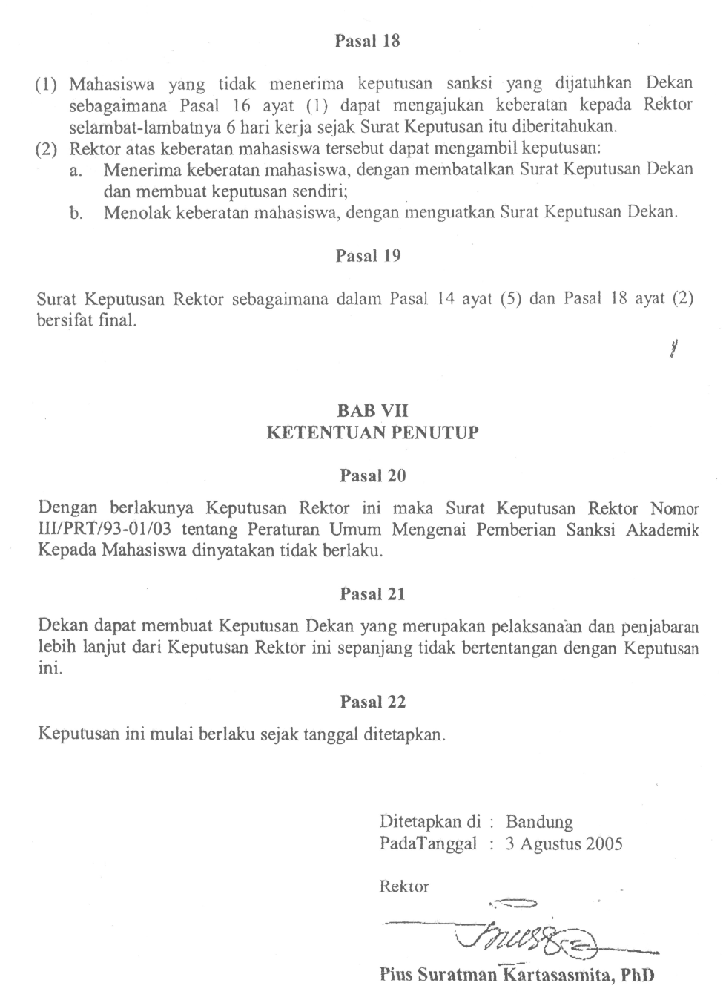 Pasal 18
(1) Mahasiswa yang tidak menerima keputusan sanksi yang dijatuhkan Dekan
sebagaimana Pasal 16 ayat (1) dapat mengajukan keberatan kepada Rektor
selambat-lambatnya 6 hari kerja sejak Surat Keputusan itu diberitahukan.
(2) Rektor atas keberatan mahasiswa tersebut dapat mengambil keputusan:
a. Menerima keberatan mahasiswa, dengan membatalkan Surat Keputusan Dekan
dan membuat keputusan sendiri;
b. Menolak keberatan mahasiswa, dengan menguatkan Surat Keputusan Dekan.
Pasal 19
Surat Keputusan Rektor sebagaimana dalam Pasal 14 ayat (5) dan Pasal 18 ayat (2)
bersifat final.
BAB VII
KETENTUAN PENUTUP
Pasal 20
Dengan berlakunya Keputusan Rektor ini maka Surat Keputusan Rektor Nomor
III/PRT/93-01/03 tentang Peraturan Umum Mengenai Pemberian Sanksi Akademik
Kepada Mahasiswa dinyatakan tidak berlaku.
Pasal 21
Dekan dapat membuat Keputusan Dekan yang merupakan pelaksanaan dan penjabaran
lebih lanjut dari Keputusan Rektor ini sepanjang tidak bertentangan dengan Keputusan
ini.
Pasal 22
Keputusan ini mulai berlaku sejak tanggal ditetapkan.
Ditetapkan di : Bandung
PadaTanggal : 3 Agustus 2005
Rektor
Pius Suratman Kartasasmita, PhD